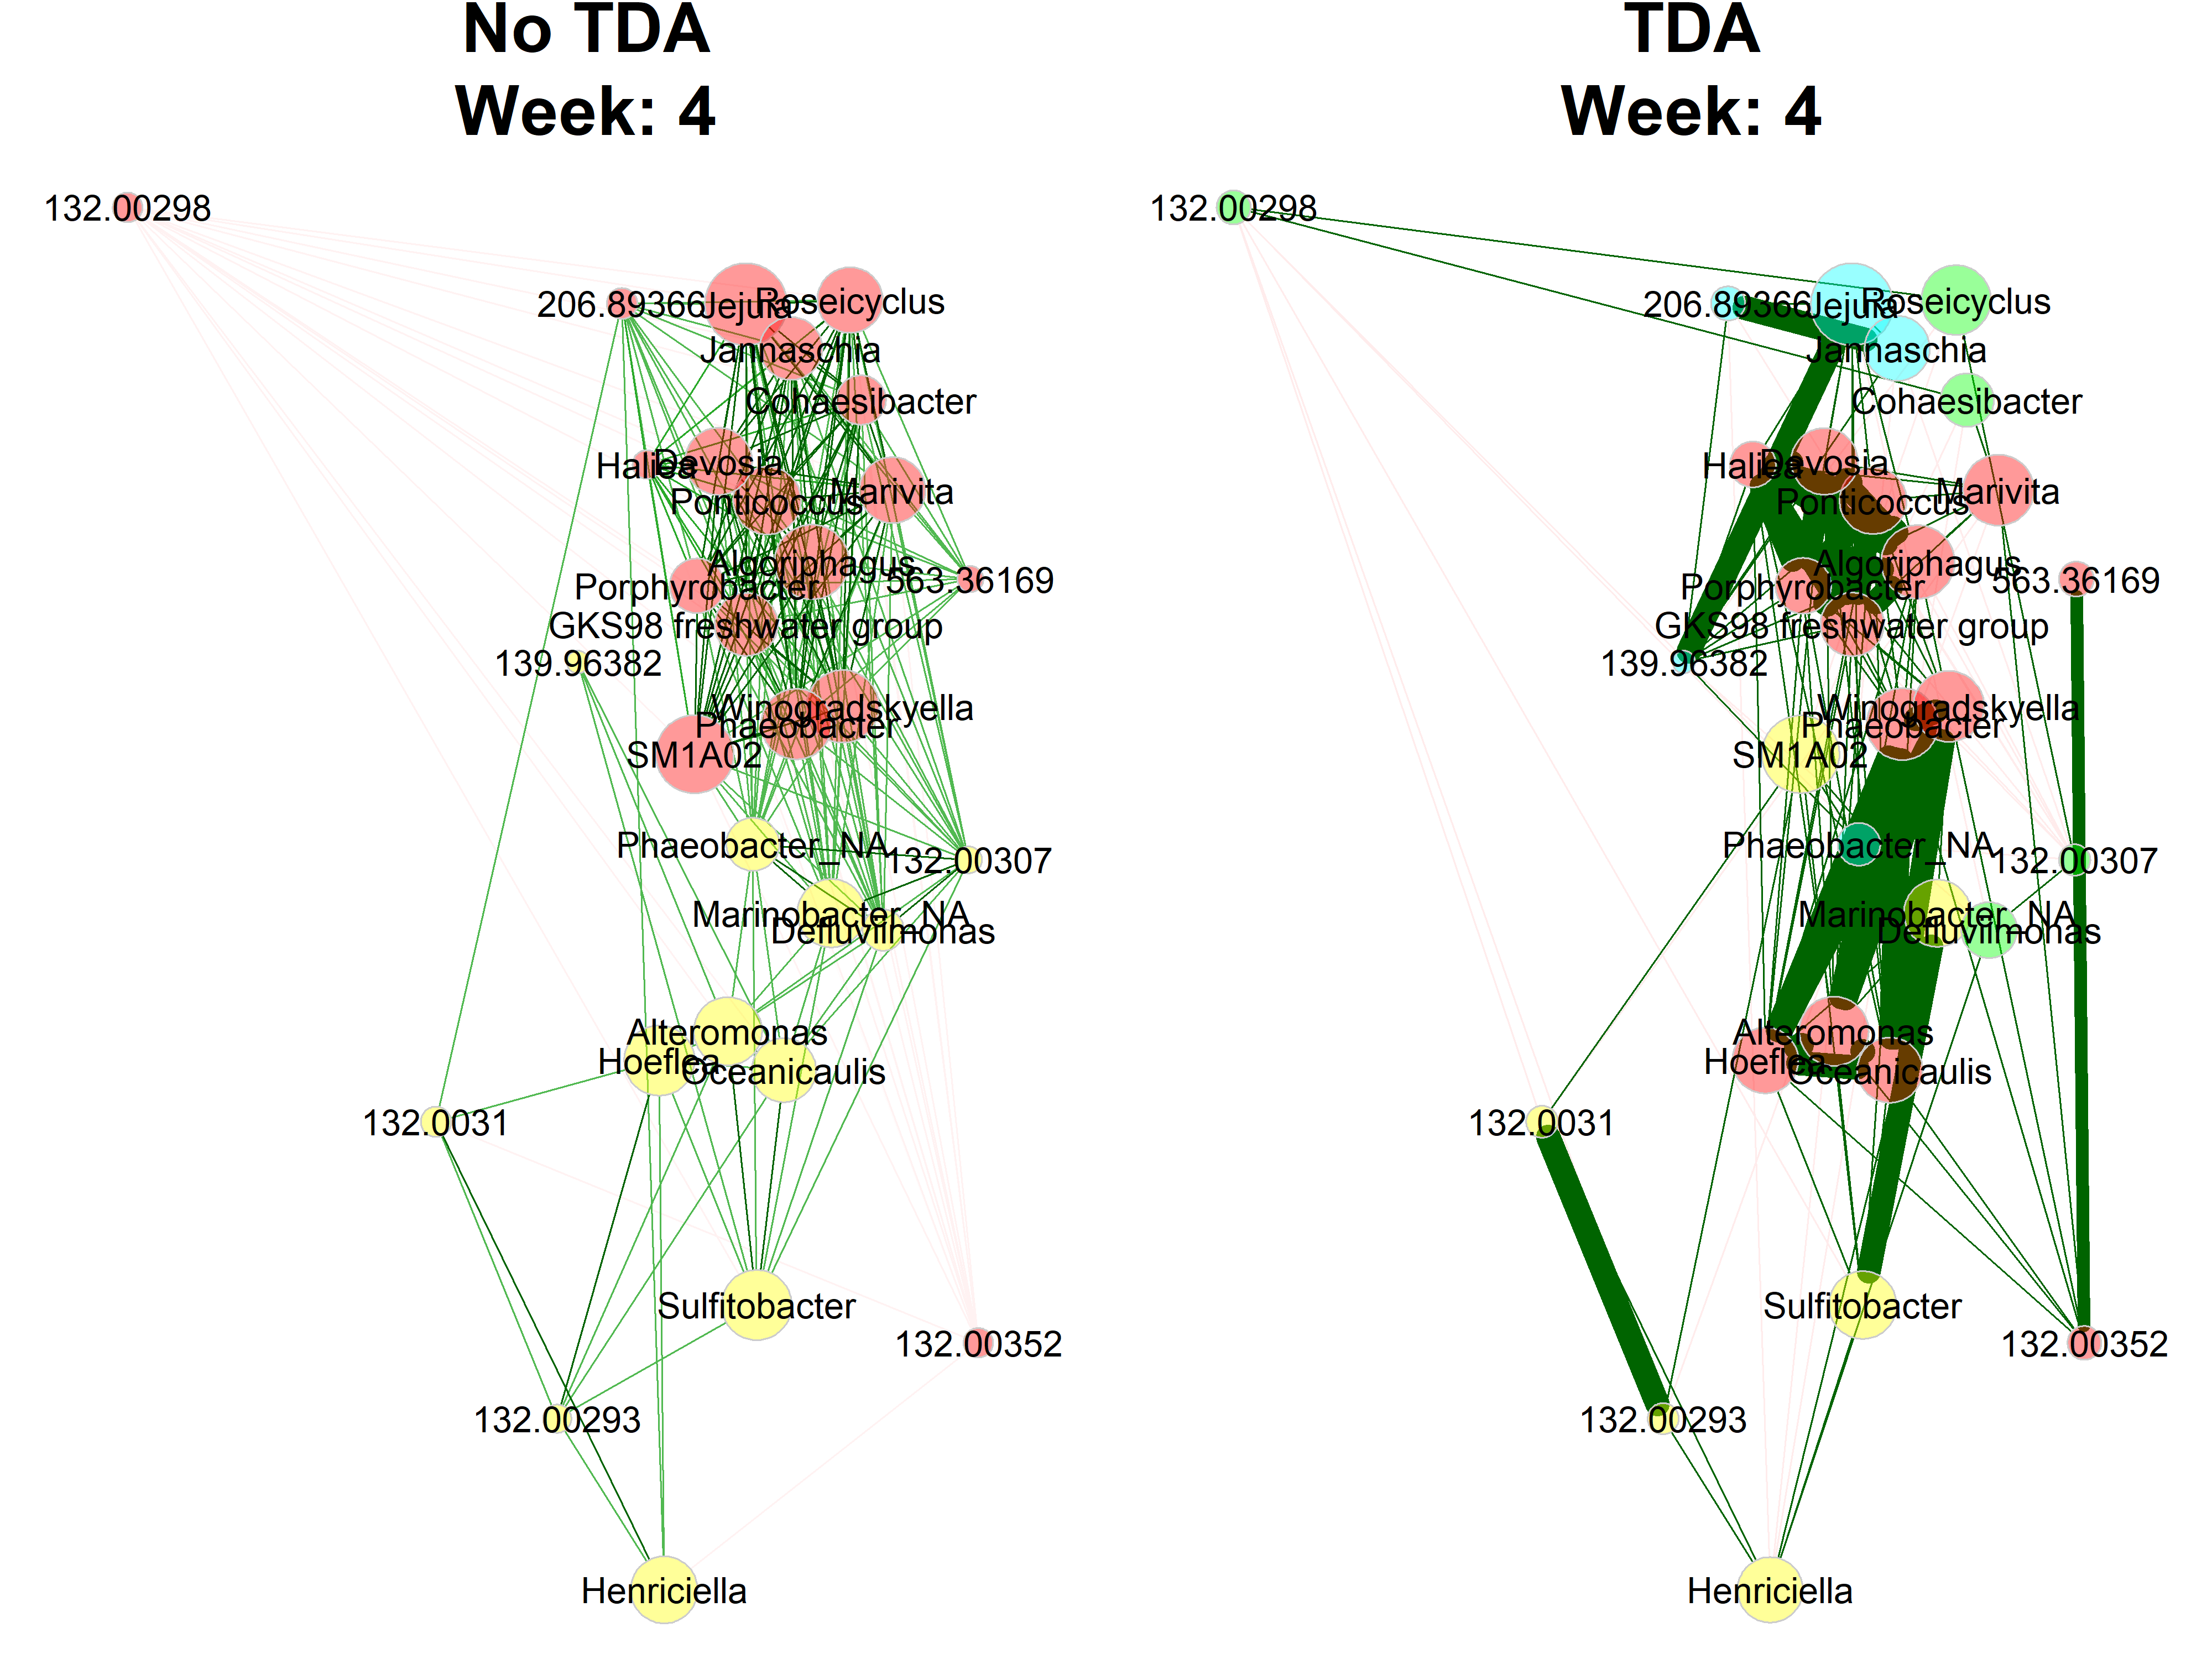 No TDA
Week: 4
132.00298
206.89366
Jejuia
Roseicyclus
Jannaschia
Cohaesibacter
Haliea
Devosia
Ponticoccus
Marivita
Algoriphagus
563.36169
Porphyrobacter
GKS98 freshwater group
139.96382
Winogradskyella
Phaeobacter
SM1A02
Phaeobacter_NA
132.00307
Marinobacter_NA
Defluviimonas
Alteromonas
Hoeflea
Oceanicaulis
132.0031
Sulfitobacter
132.00352
132.00293
Henriciella
TDA
Week: 4
132.00298
206.89366
Jejuia
Roseicyclus
Jannaschia
Cohaesibacter
Haliea
Devosia
Ponticoccus
Marivita
Algoriphagus
563.36169
Porphyrobacter
GKS98 freshwater group
139.96382
Winogradskyella
Phaeobacter
SM1A02
Phaeobacter_NA
132.00307
Marinobacter_NA
Defluviimonas
Alteromonas
Hoeflea
Oceanicaulis
132.0031
Sulfitobacter
132.00352
132.00293
Henriciella